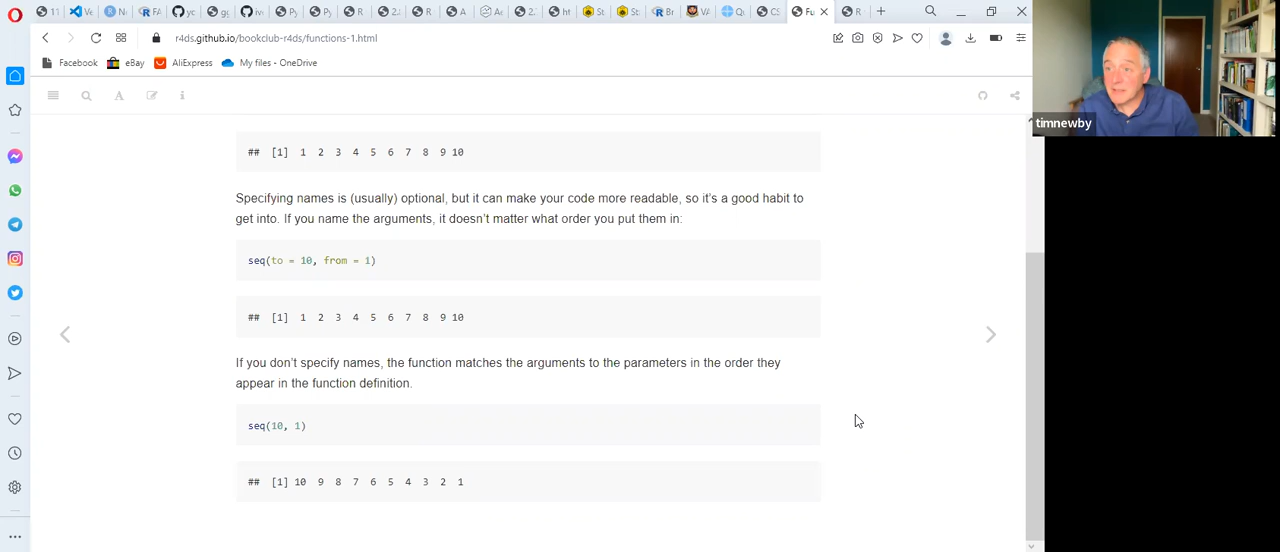 r4ds.github.io/bookclub-r4ds/functions-1.html
Facebook
eBay
AliExpress
My files - OneDrive
timnewby
## [1] 1 2 3 4 5 6 7 8 9 10
Specifying names is (usually) optional, but it can make your code more readable, so it's a good habit to
get into. If you name the arguments, it doesn't matter what order you put them in:
seq(to = 10, from = 1)
## [1] 1 2 3 4 5 6 7 8 9 10
If you don't specify names, the function matches the arguments to the parameters in the order they
appear in the function definition.
seq(10, 1)
## [1] 10 9 8 7 6 5 4 3 2 1